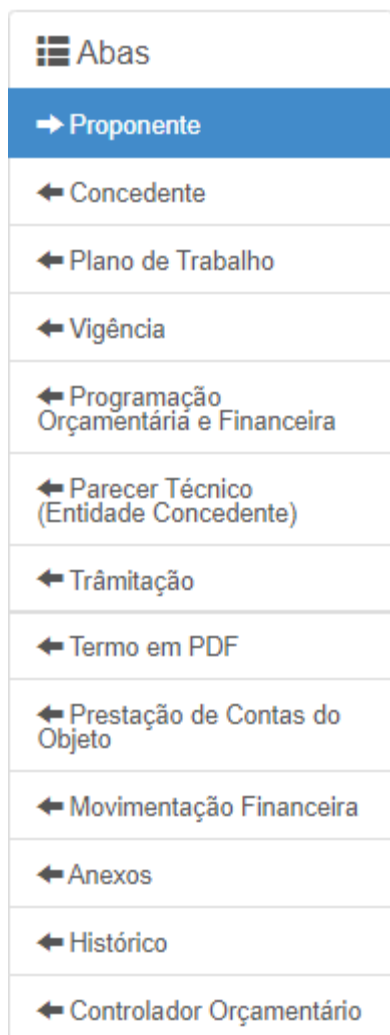 Abas
Proponente
Concedente
Plano de Trabalho
Vigência
Programação
Orçamentária e Financeira
Parecer Técnico
(Entidade Concedente)
Trâmitação
Termo em PDF
Prestação de Contas do
Objeto
Movimentação Financeira
Anexos
Histórico
Controlador Orçamentário